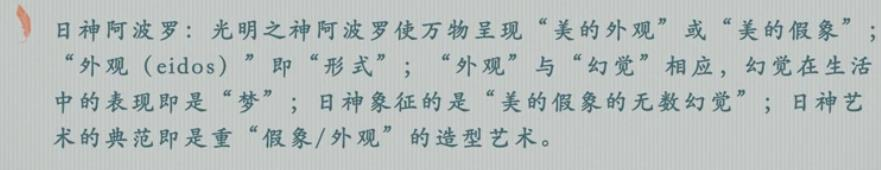 日神阿波罗：光明之神阿波罗使万物呈现“美的外观”或“美的假象”；
“外观（eidos）”即“形式”；“外观”与“幻觉”相应，幻觉在生活
中的表现即是“梦”；日神象征的是“美的假象的无数幻觉”；日神艺
术的典范即是重“假象/外观”的造型艺术。